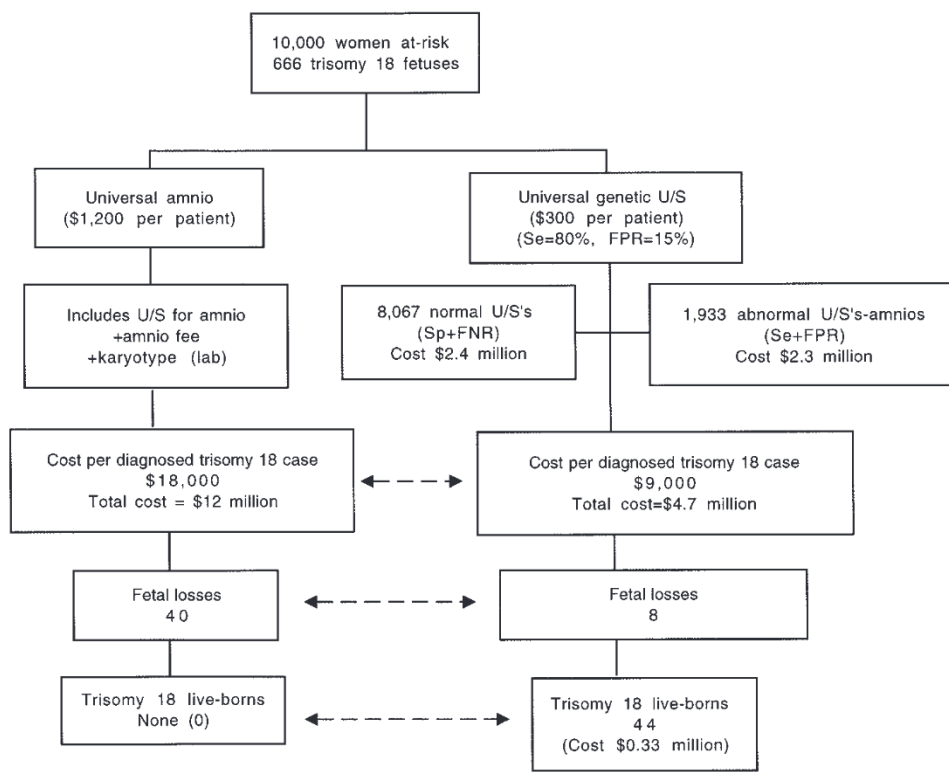 10,000 women at-risk
666 trisomy 18 fetuses
Universal amnio
($1,200 per patient)
Universal genetic U/S
($300 per patient)
(Se=80%, FPR=15%)
Includes U/S for amnio
+amnio fee
+karyotype (lab)
8,067 normal U/S's
(Sp+FNR)
Cost $2.4 million
1,933 abnormal U/S's-amnios
(Se+FPR)
Cost $2.3 million
Cost per diagnosed trisomy 18 case
$18,000
Total cost = $12 million
Cost per diagnosed trisomy 18 case
$9,000
Total cost=$4.7 million
Fetal losses
40
Fetal losses
8
Trisomy 18 live-borns
None (0)
Trisomy 18 live-borns
44
(Cost $0.33 million)